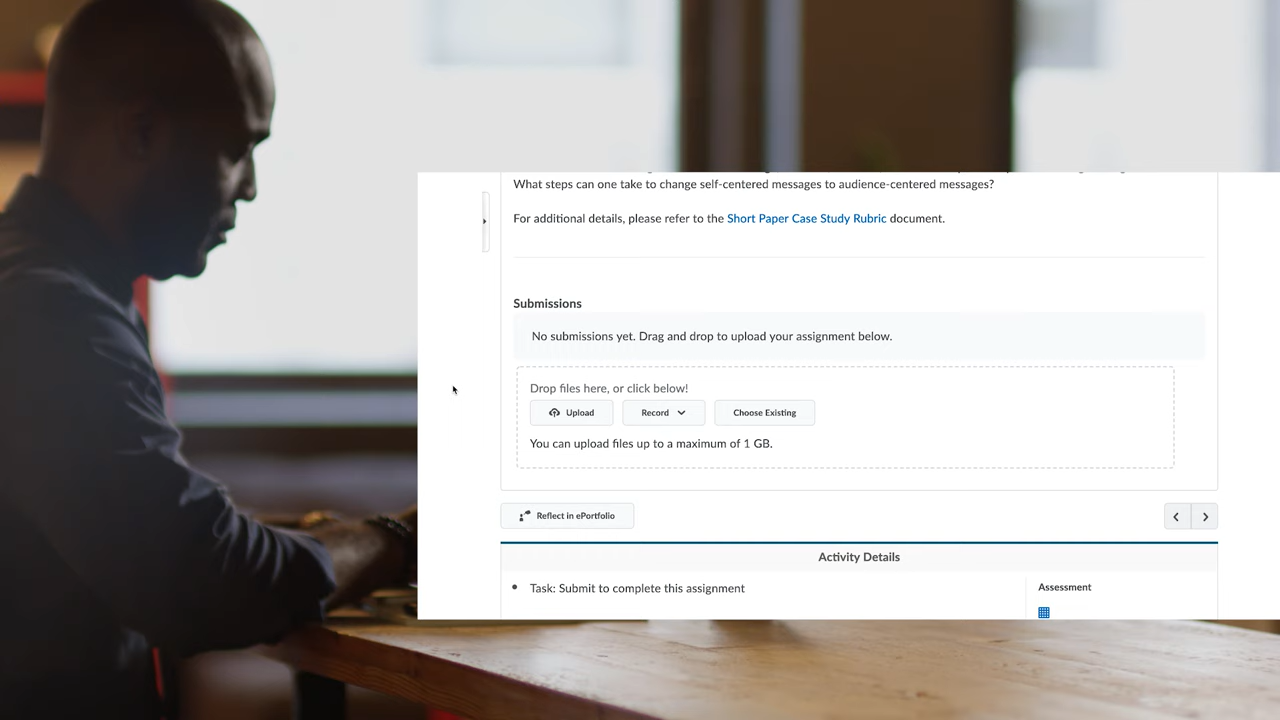 What steps can one take to change self-centered messages to audience-centered messages?
For additional details, please refer to the Short Paper Case Study Rubric document.
Submissions
No submissions yet. Drag and drop to upload your assignment below.
Drop files here, or click below!
Upload Record Choose Existing
You can upload files up to a maximum of 1 GB.
Reflect in ePortfolio
Activity Details
Task: Submit to complete this assignment
Assessment